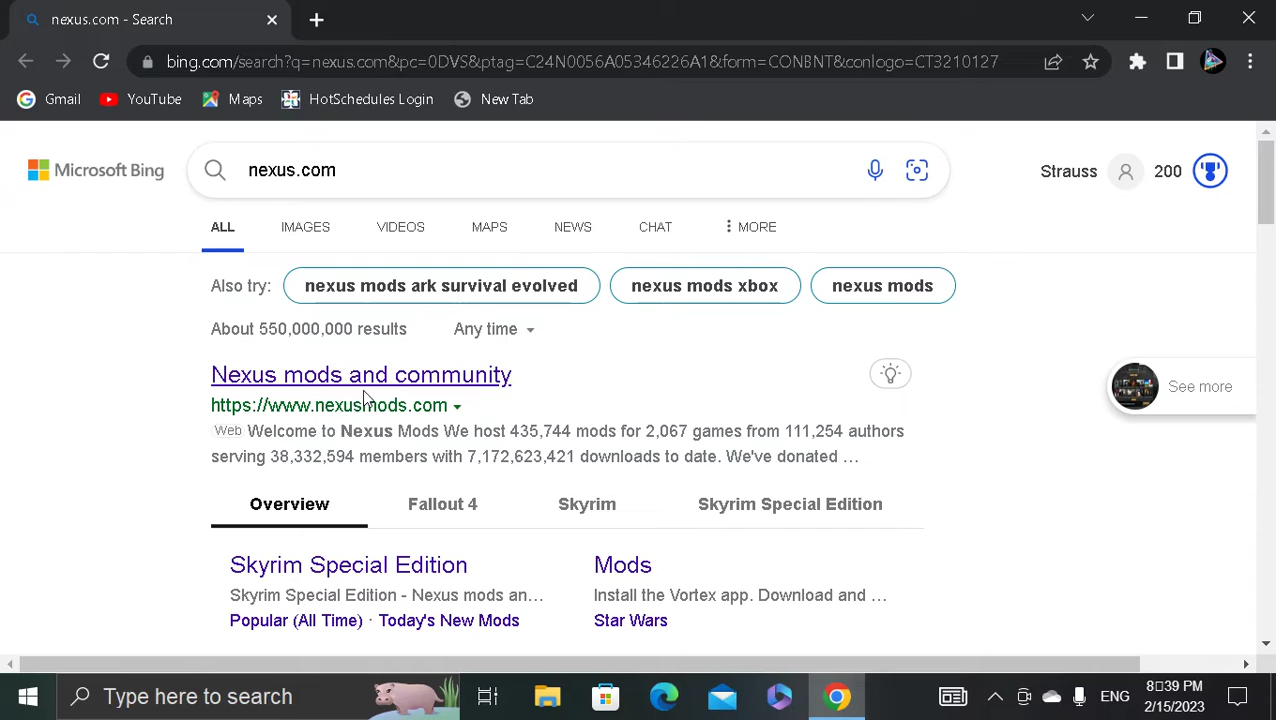 nexus.com - Search
bing.com/search?q=nexus.com&pc=0DVS&ptag=C24N0056A05346226A1&form=CONBNT&conlogo=CT3210127
Gmail YouTube Maps HotSchedules Login New Tab
Microsoft Bing nexus.com Strauss 200
ALL IMAGES VIDEOS MAPS NEWS CHAT MORE
Also try: nexus mods ark survival evolved nexus mods xbox nexus mods
About 550,000,000 results Any time
Nexus mods and community
https://www.nexusmods.com
See more
Web Welcome to Nexus Mods We host 435,744 mods for 2,067 games from 111,254 authors
serving 38,332,594 members with 7,172,623,421 downloads to date. We've donated ...
Overview Fallout 4 Skyrim Skyrim Special Edition
Skyrim Special Edition Mods
Skyrim Special Edition - Nexus mods an... Install the Vortex app. Download and ...
Popular (All Time) · Today's New Mods Star Wars
Type here to search ENG 8:39 PM
2/15/2023